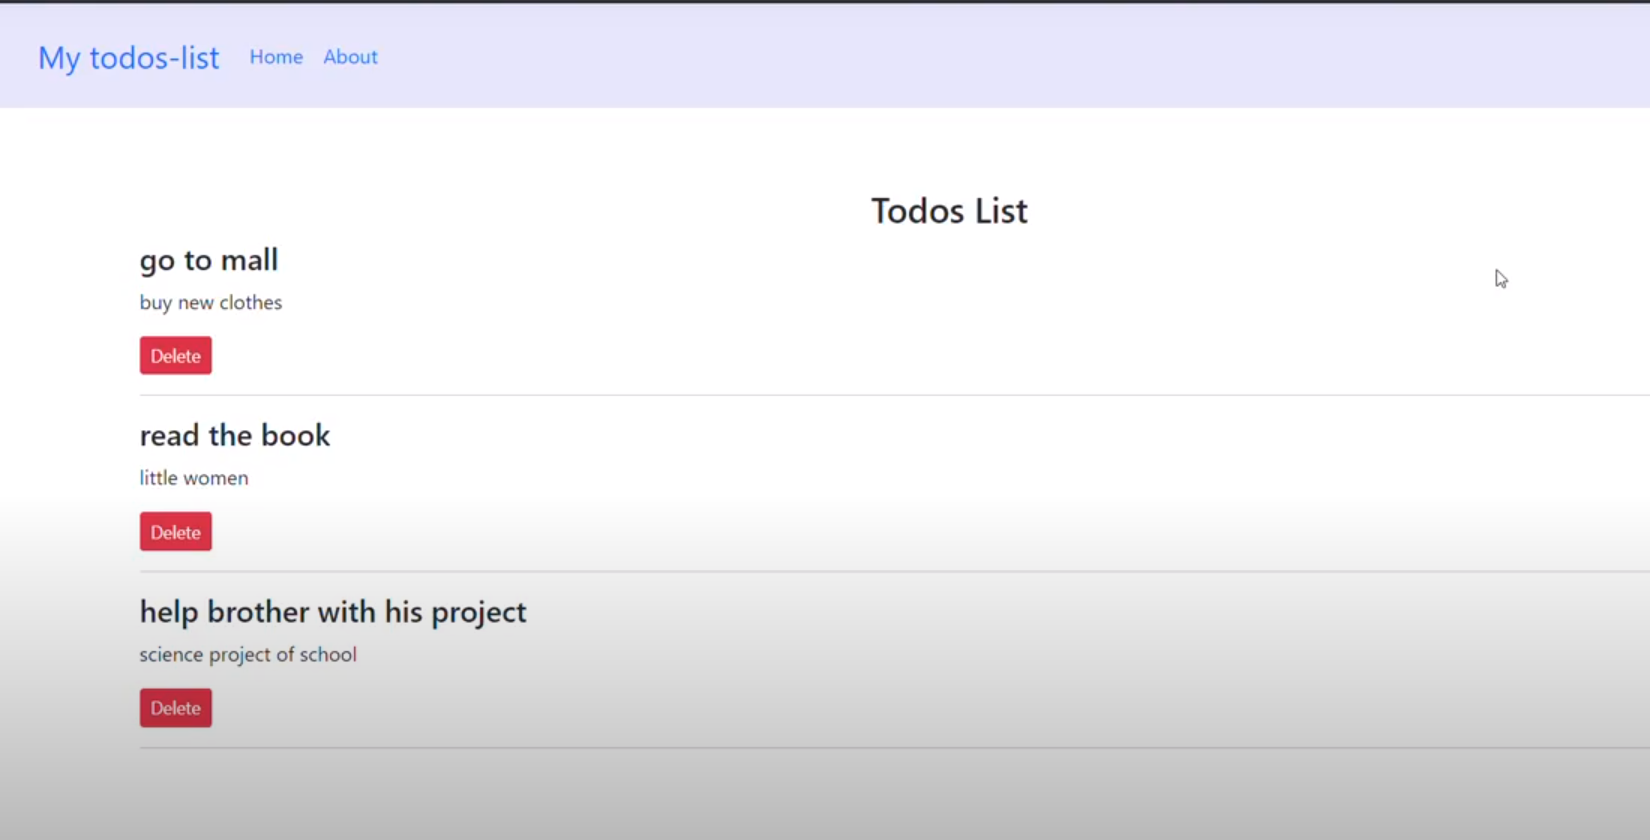 My todos-list Home About
Todos List
go to mall
buy new clothes
Delete
read the book
little women
Delete
help brother with his project
science project of school
Delete